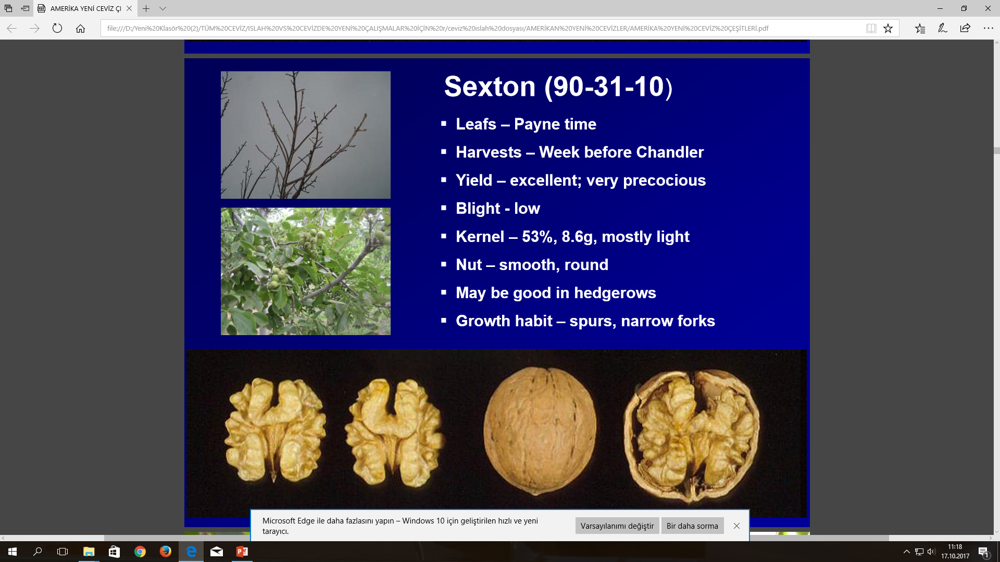 AMERİKA YENİ CEVİZ ÇI
file:///D:/Yeni%20Klasör%20(2)/TÜM%20CEVİZ/ISLAH%20VS%20CEVİZDE%20YENİ%20ÇALIŞMALAR%20İÇİN%20r/ceviz%20ıslah%20dosyası/AMERİKAN%20YENİ%20CEVİZLER/AMERİKA%20YENİ%20CEVİZ%20ÇEŞİTLERİ.pdf
Sexton (90-31-10)
▪ Leafs – Payne time
▪ Harvests – Week before Chandler
▪ Yield – excellent; very precocious
▪ Blight - low
▪ Kernel – 53%, 8.6g, mostly light
▪ Nut – smooth, round
▪ May be good in hedgerows
▪ Growth habit – spurs, narrow forks
Microsoft Edge ile daha fazlasını yapın – Windows 10 için geliştirilen hızlı ve yeni
tarayıcı.
Varsayılanımı değiştir
Bir daha sorma
11:18
17.10.2017
1